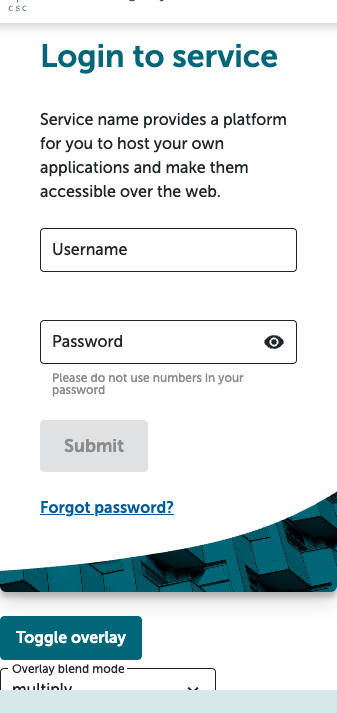 csc
Login to service
Service name provides a platform
for you to host your own
applications and make them
accessible over the web.
Username
Password
Please do not use numbers in your
password
Submit
Forgot password?
Toggle overlay
Overlay blend mode
multiply